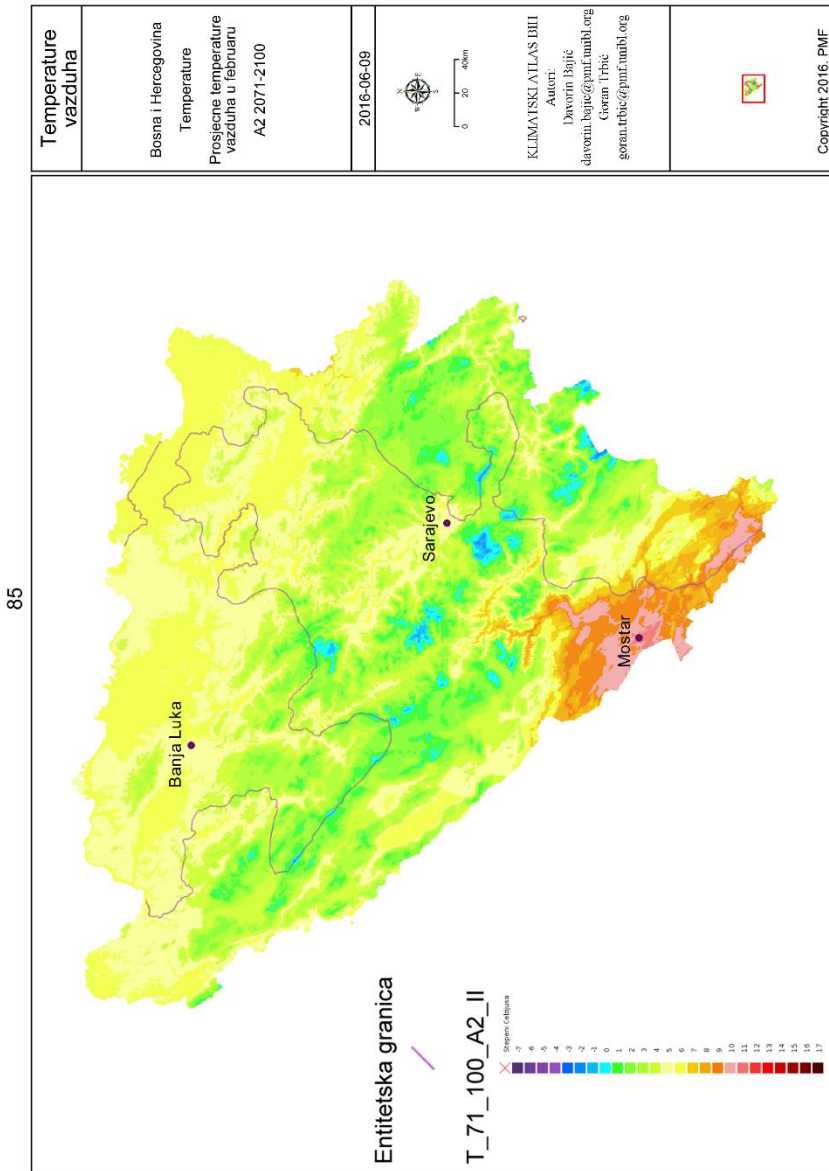 85
Temperature
vazduha
Bosna i Hercegovina
Temperature
Prosjecne temperature
vazduha u februaru
A2 2071-2100
2016-06-09
N
W
E
S
0 20 40km
KLIMATSKI ATLAS BIH
Autori:
Davorin Bajić
davorin.bajic@pmf.unibl.org
Goran Trbić
goran.trbic@pmf.unibl.org
Copyright 2016. PMF
Banja Luka
Sarajevo
Mostar
Entitetska granica
T_71_100_A2_II
Stepeni Celzijusa
-7
-6
-5
-4
-3
-2
-1
0
1
2
3
4
5
6
7
8
9
10
11
12
13
14
15
16
17